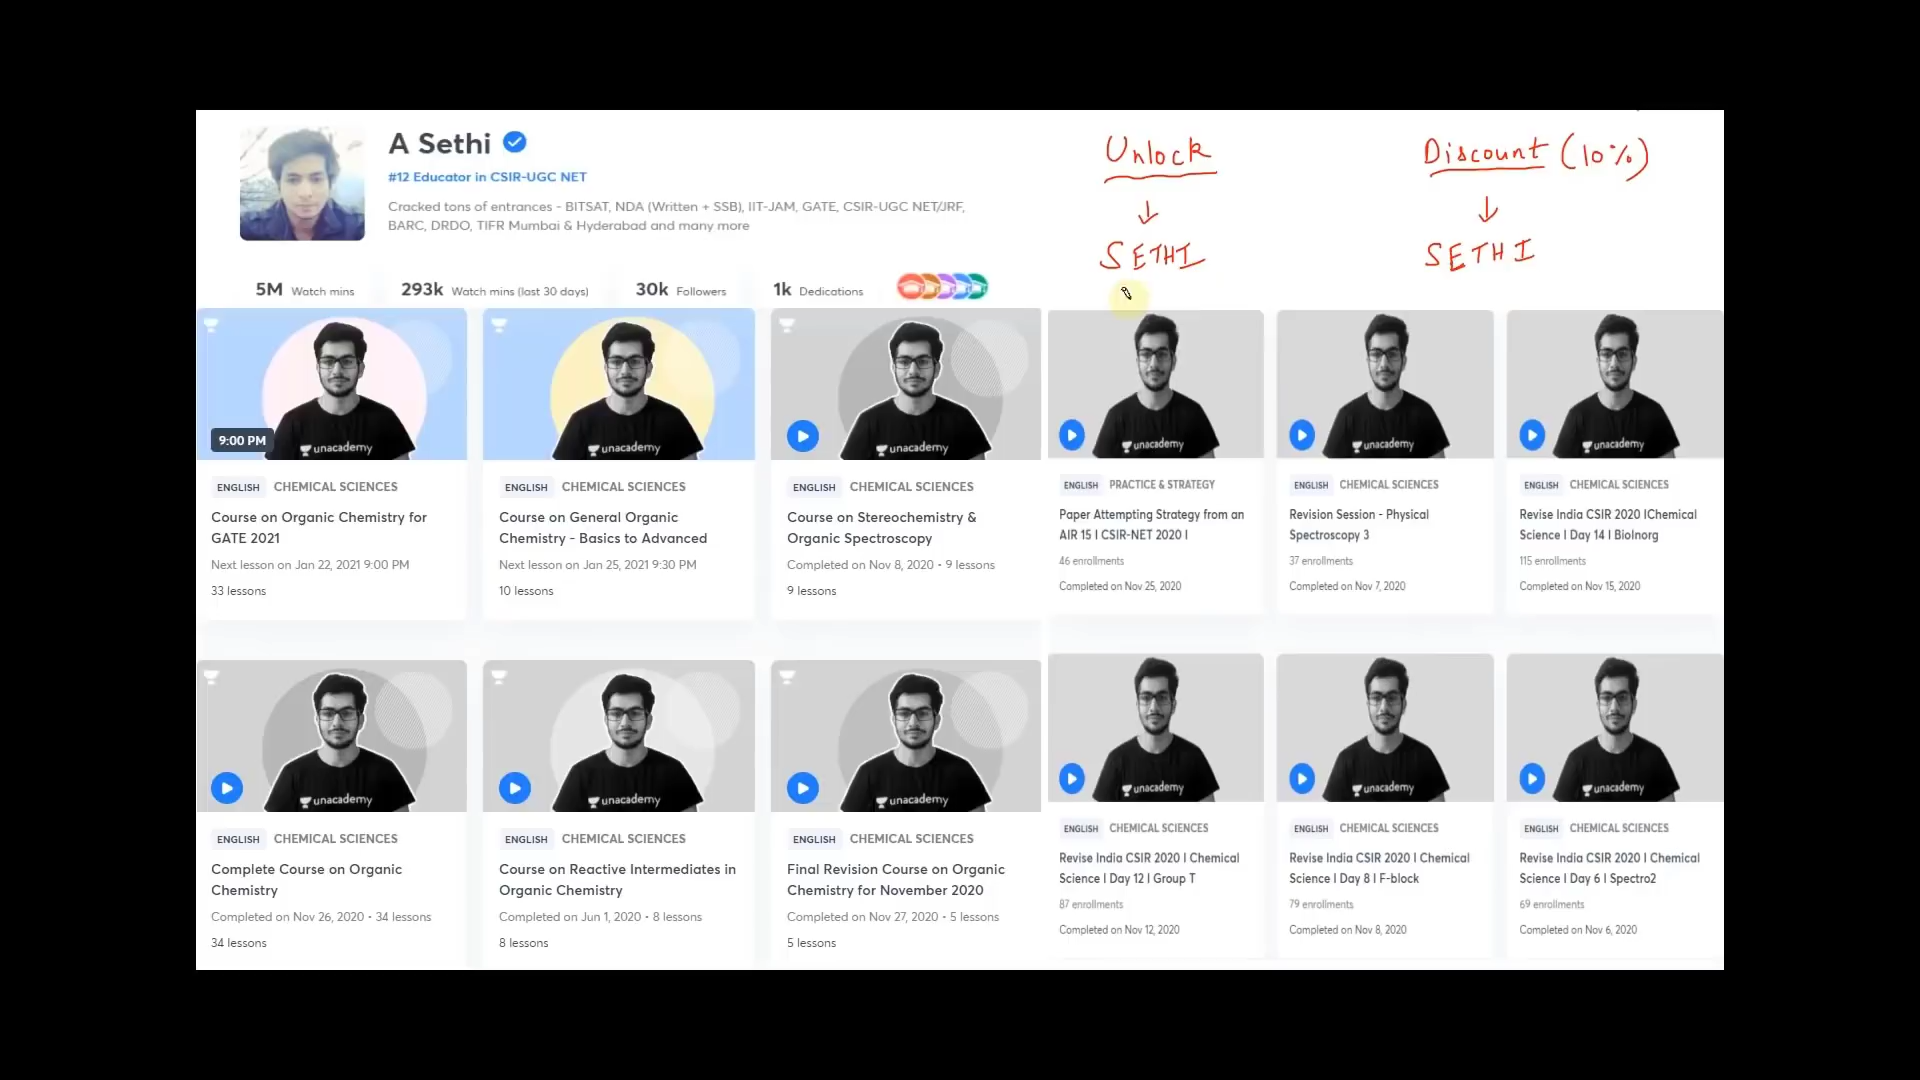 A Sethi
#12 Educator in CSIR-UGC NET
Cracked tons of entrances - BITSAT, NDA (Written + SSB), IIT-JAM, GATE, CSIR-UGC NET/JRF,
BARC, DRDO, TIFR Mumbai & Hyderabad and many more
5M Watch mins 293k Watch mins (last 30 days) 30k Followers 1k Dedications
Unlock
SETHI
Discount (10%)
SETHI
unacademy
9:00 PM
ENGLISH CHEMICAL SCIENCES
Course on Organic Chemistry for
GATE 2021
Next lesson on Jan 22, 2021 9:00 PM
33 lessons
unacademy
ENGLISH CHEMICAL SCIENCES
Course on General Organic
Chemistry - Basics to Advanced
Next lesson on Jan 25, 2021 9:30 PM
10 lessons
unacademy
ENGLISH CHEMICAL SCIENCES
Course on Stereochemistry &
Organic Spectroscopy
Completed on Nov 8, 2020 • 9 lessons
9 lessons
unacademy
ENGLISH PRACTICE & STRATEGY
Paper Attempting Strategy from an
AIR 15 I CSIR-NET 2020 I
46 enrollments
Completed on Nov 25, 2020
unacademy
ENGLISH CHEMICAL SCIENCES
Revision Session - Physical
Spectroscopy 3
37 enrollments
Completed on Nov 7, 2020
unacademy
ENGLISH CHEMICAL SCIENCES
Revise India CSIR 2020 IChemical
Science I Day 14 I BioInorg
115 enrollments
Completed on Nov 15, 2020
unacademy
ENGLISH CHEMICAL SCIENCES
Complete Course on Organic
Chemistry
Completed on Nov 26, 2020 • 34 lessons
34 lessons
unacademy
ENGLISH CHEMICAL SCIENCES
Course on Reactive Intermediates in
Organic Chemistry
Completed on Jun 1, 2020 • 8 lessons
8 lessons
unacademy
ENGLISH CHEMICAL SCIENCES
Final Revision Course on Organic
Chemistry for November 2020
Completed on Nov 27, 2020 • 5 lessons
5 lessons
unacademy
ENGLISH CHEMICAL SCIENCES
Revise India CSIR 2020 I Chemical
Science I Day 12 I Group T
87 enrollments
Completed on Nov 12, 2020
unacademy
ENGLISH CHEMICAL SCIENCES
Revise India CSIR 2020 I Chemical
Science I Day 8 I F-block
79 enrollments
Completed on Nov 8, 2020
unacademy
ENGLISH CHEMICAL SCIENCES
Revise India CSIR 2020 I Chemical
Science I Day 6 I Spectro2
69 enrollments
Completed on Nov 6, 2020